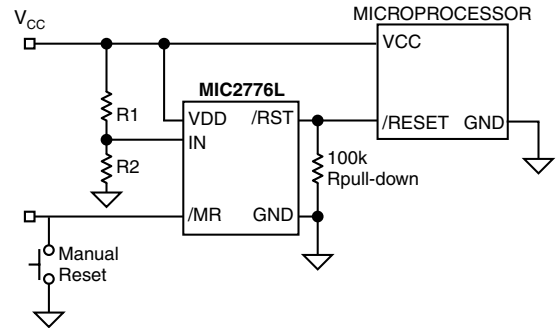 VCC
MICROPROCESSOR
VCC
MIC2776L
R1
VDD /RST
IN
/RESET GND
R2
100k
Rpull-down
/MR GND
Manual
Reset